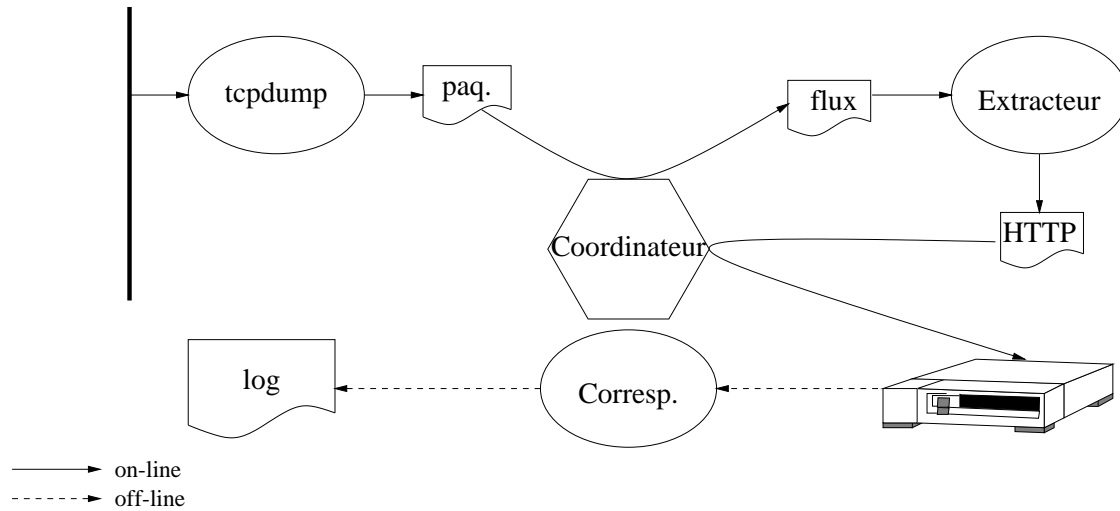 tcpdump
paq.
flux
Extracteur
Coordinateur
HTTP
log
Corresp.
on-line
off-line